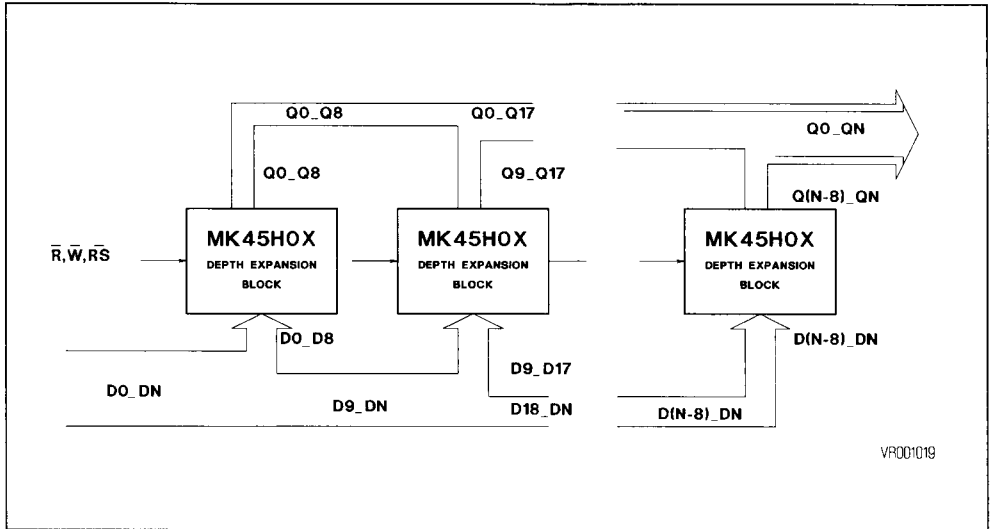 Q0_Q8
Q0_Q17
Q0_QN
Q0_Q8
Q9_Q17
Q(N-8)_QN
R̅,W̅,R̅S̅
MK45H0X
DEPTH EXPANSION
BLOCK
MK45H0X
DEPTH EXPANSION
BLOCK
MK45H0X
DEPTH EXPANSION
BLOCK
D0_D8
D(N-8)_DN
D9_D17
D0_DN
D9_DN
D18_DN
D(N-8)_DN
VR001019